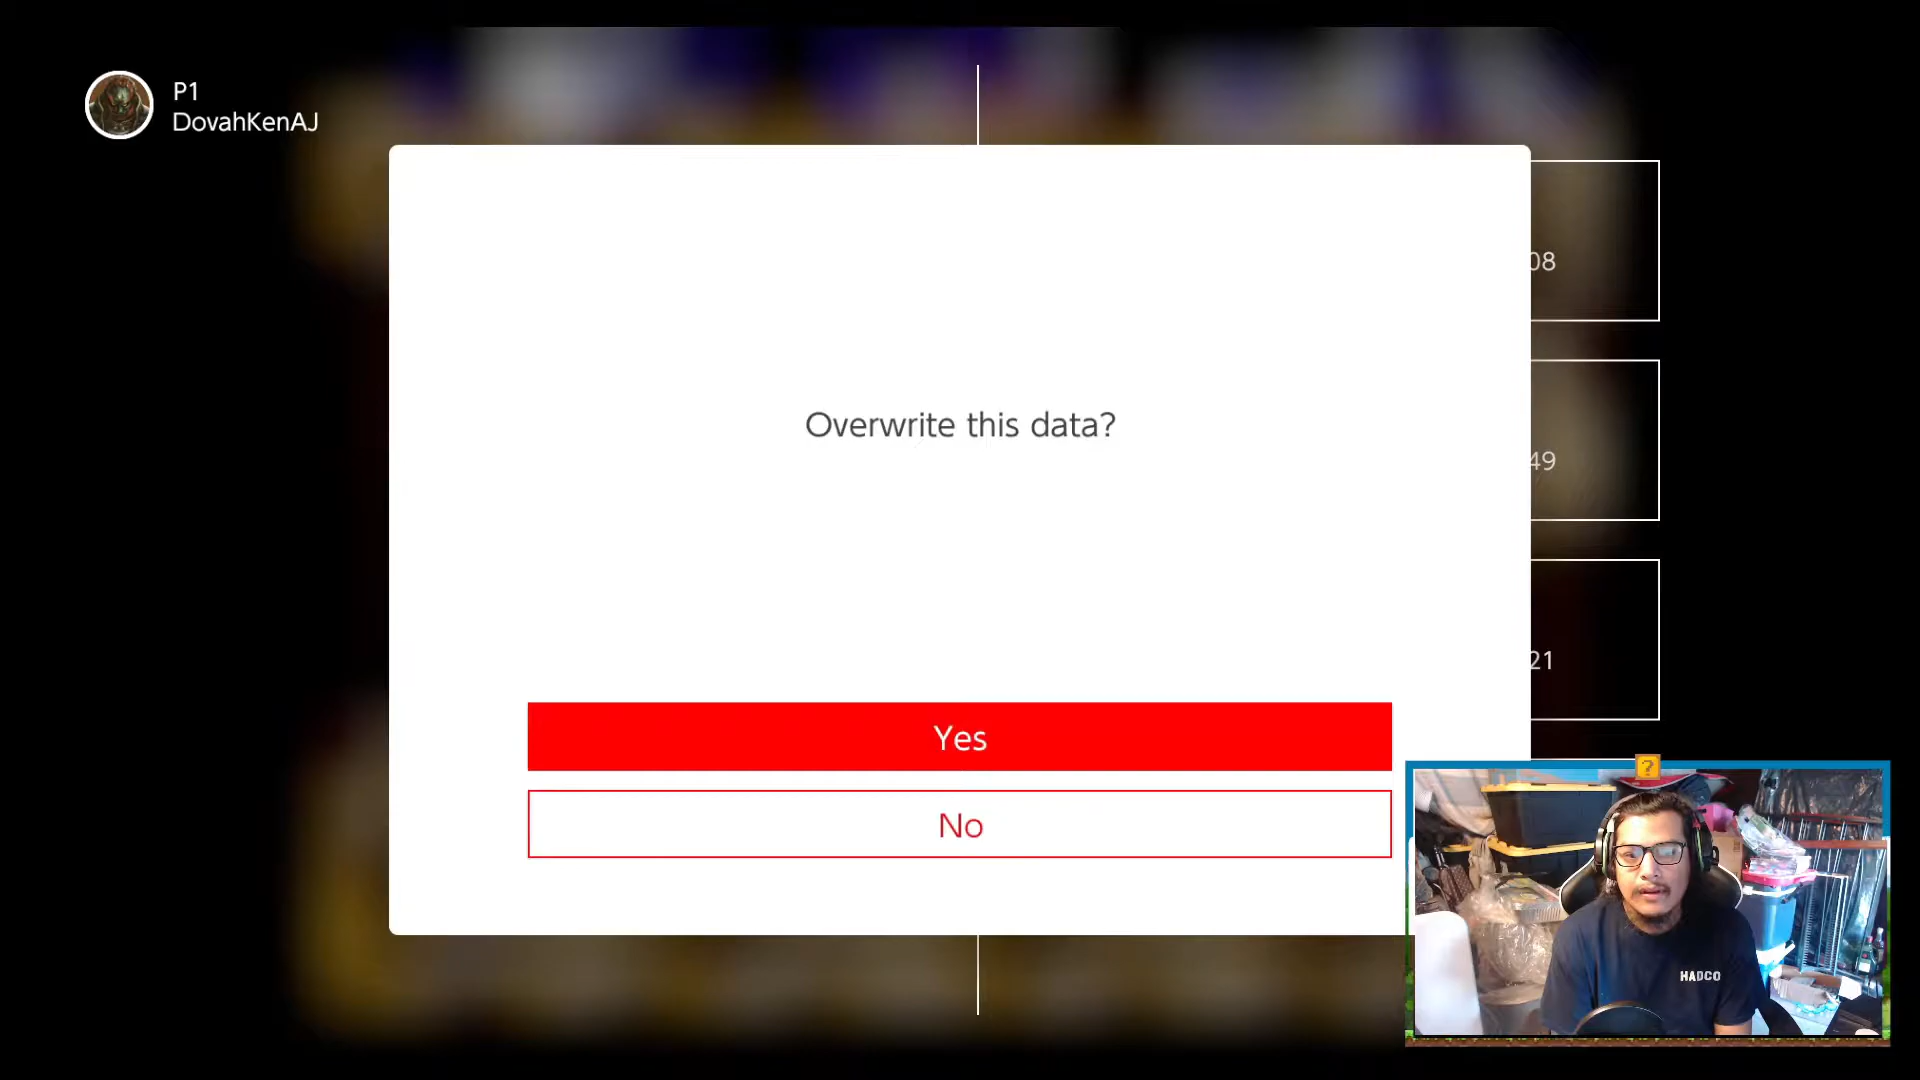 P1
DovahKenAJ
08
Overwrite this data?
49
21
Yes
?
No
HADCO